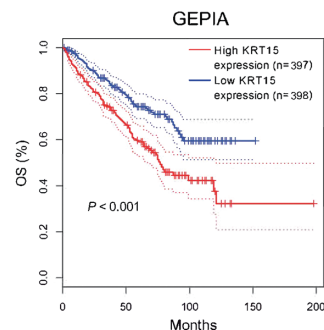 GEPIA
High KRT15
expression (n=397)
Low KRT15
expression (n=398)
OS (%)
1.0
0.8
0.6
0.4
0.2
0.0
P < 0.001
0 50 100 150 200
Months